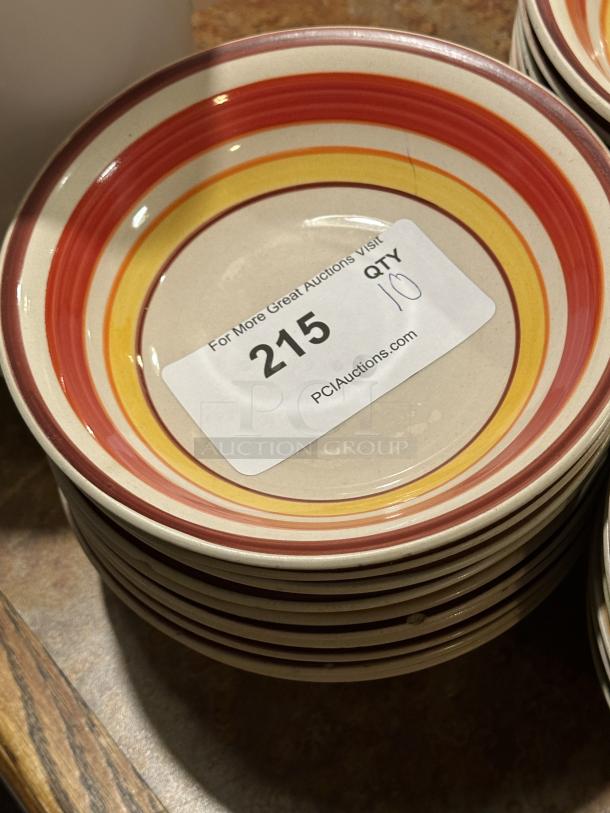 For More Great Auctions Visit
215
QTY
10
PCIAuctions.com
PCI
AUCTION GROUP